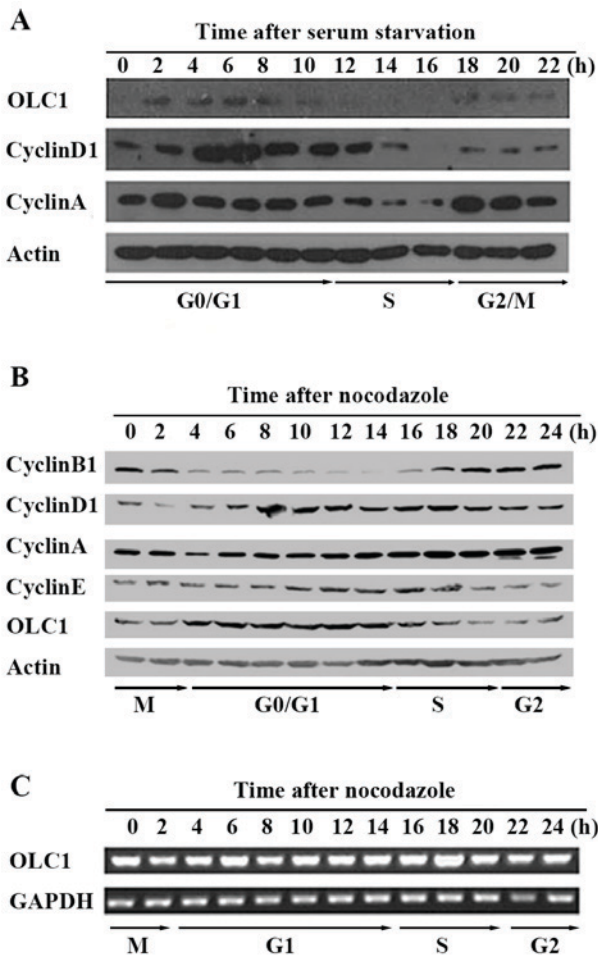 A
Time after serum starvation
0 2 4 6 8 10 12 14 16 18 20 22 (h)
OLC1
CyclinD1
CyclinA
Actin
G0/G1 S G2/M
B
Time after nocodazole
0 2 4 6 8 10 12 14 16 18 20 22 24 (h)
CyclinB1
CyclinD1
CyclinA
CyclinE
OLC1
Actin
M G0/G1 S G2
C
Time after nocodazole
0 2 4 6 8 10 12 14 16 18 20 22 24 (h)
OLC1
GAPDH
M G1 S G2